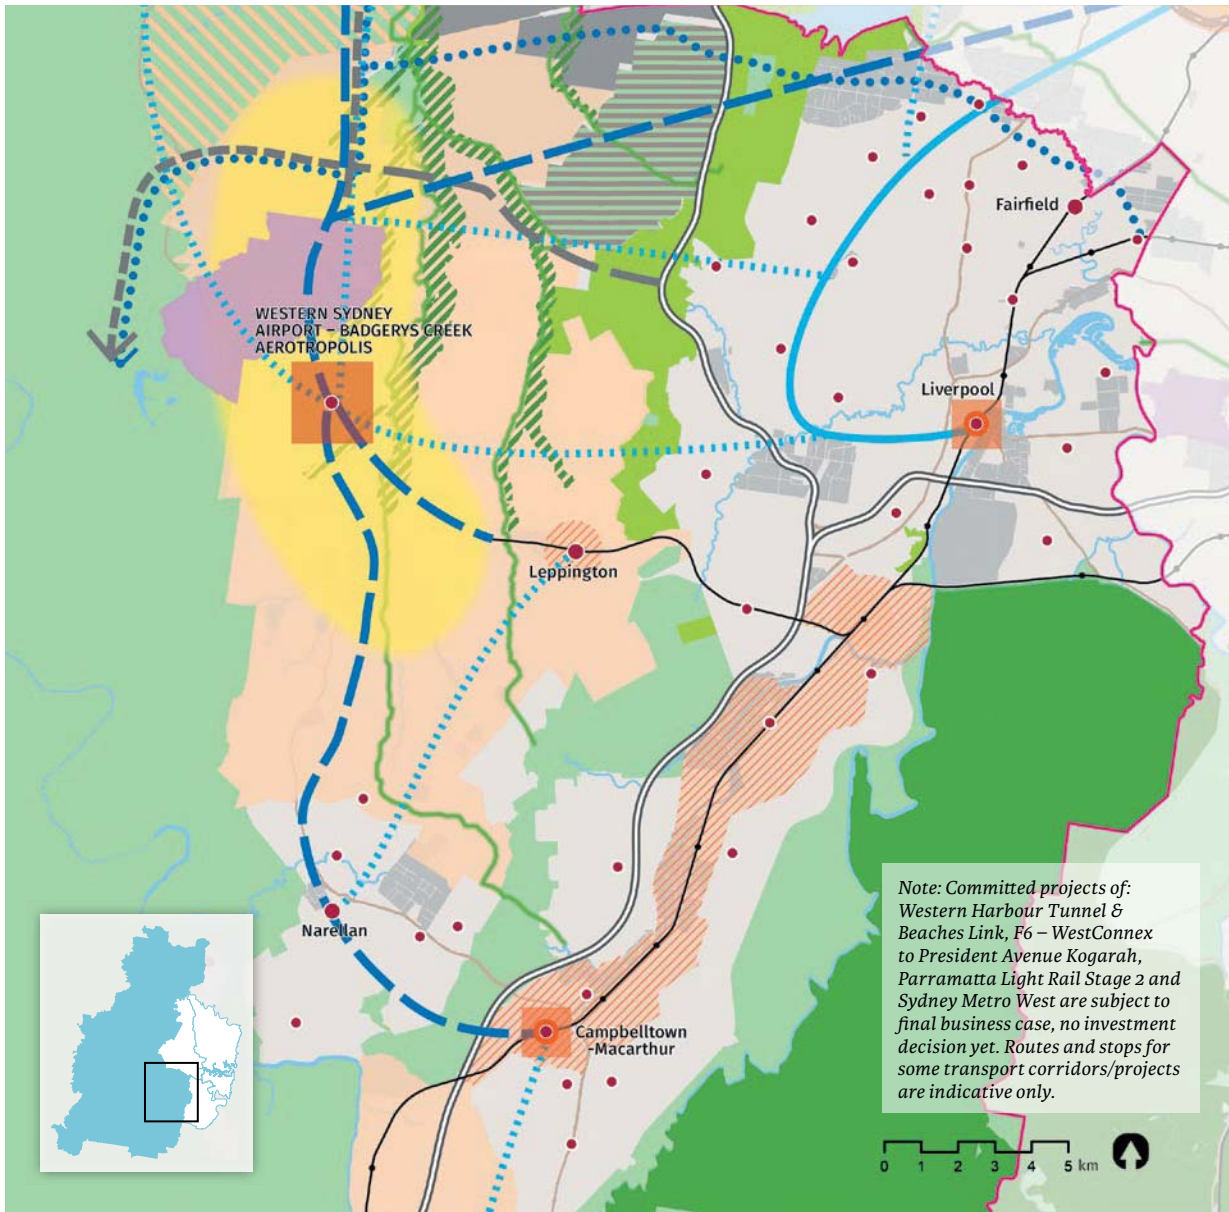 Fairfield
WESTERN SYDNEY
AIRPORT – BADGERYS CREEK
AEROTROPOLIS
Liverpool
Leppington
Narellan
Campbelltown
-Macarthur
Note: Committed projects of:
Western Harbour Tunnel &
Beaches Link, F6 – WestConnex
to President Avenue Kogarah,
Parramatta Light Rail Stage 2 and
Sydney Metro West are subject to
final business case, no investment
decision yet. Routes and stops for
some transport corridors/projects
are indicative only.
0 1 2 3 4 5 km